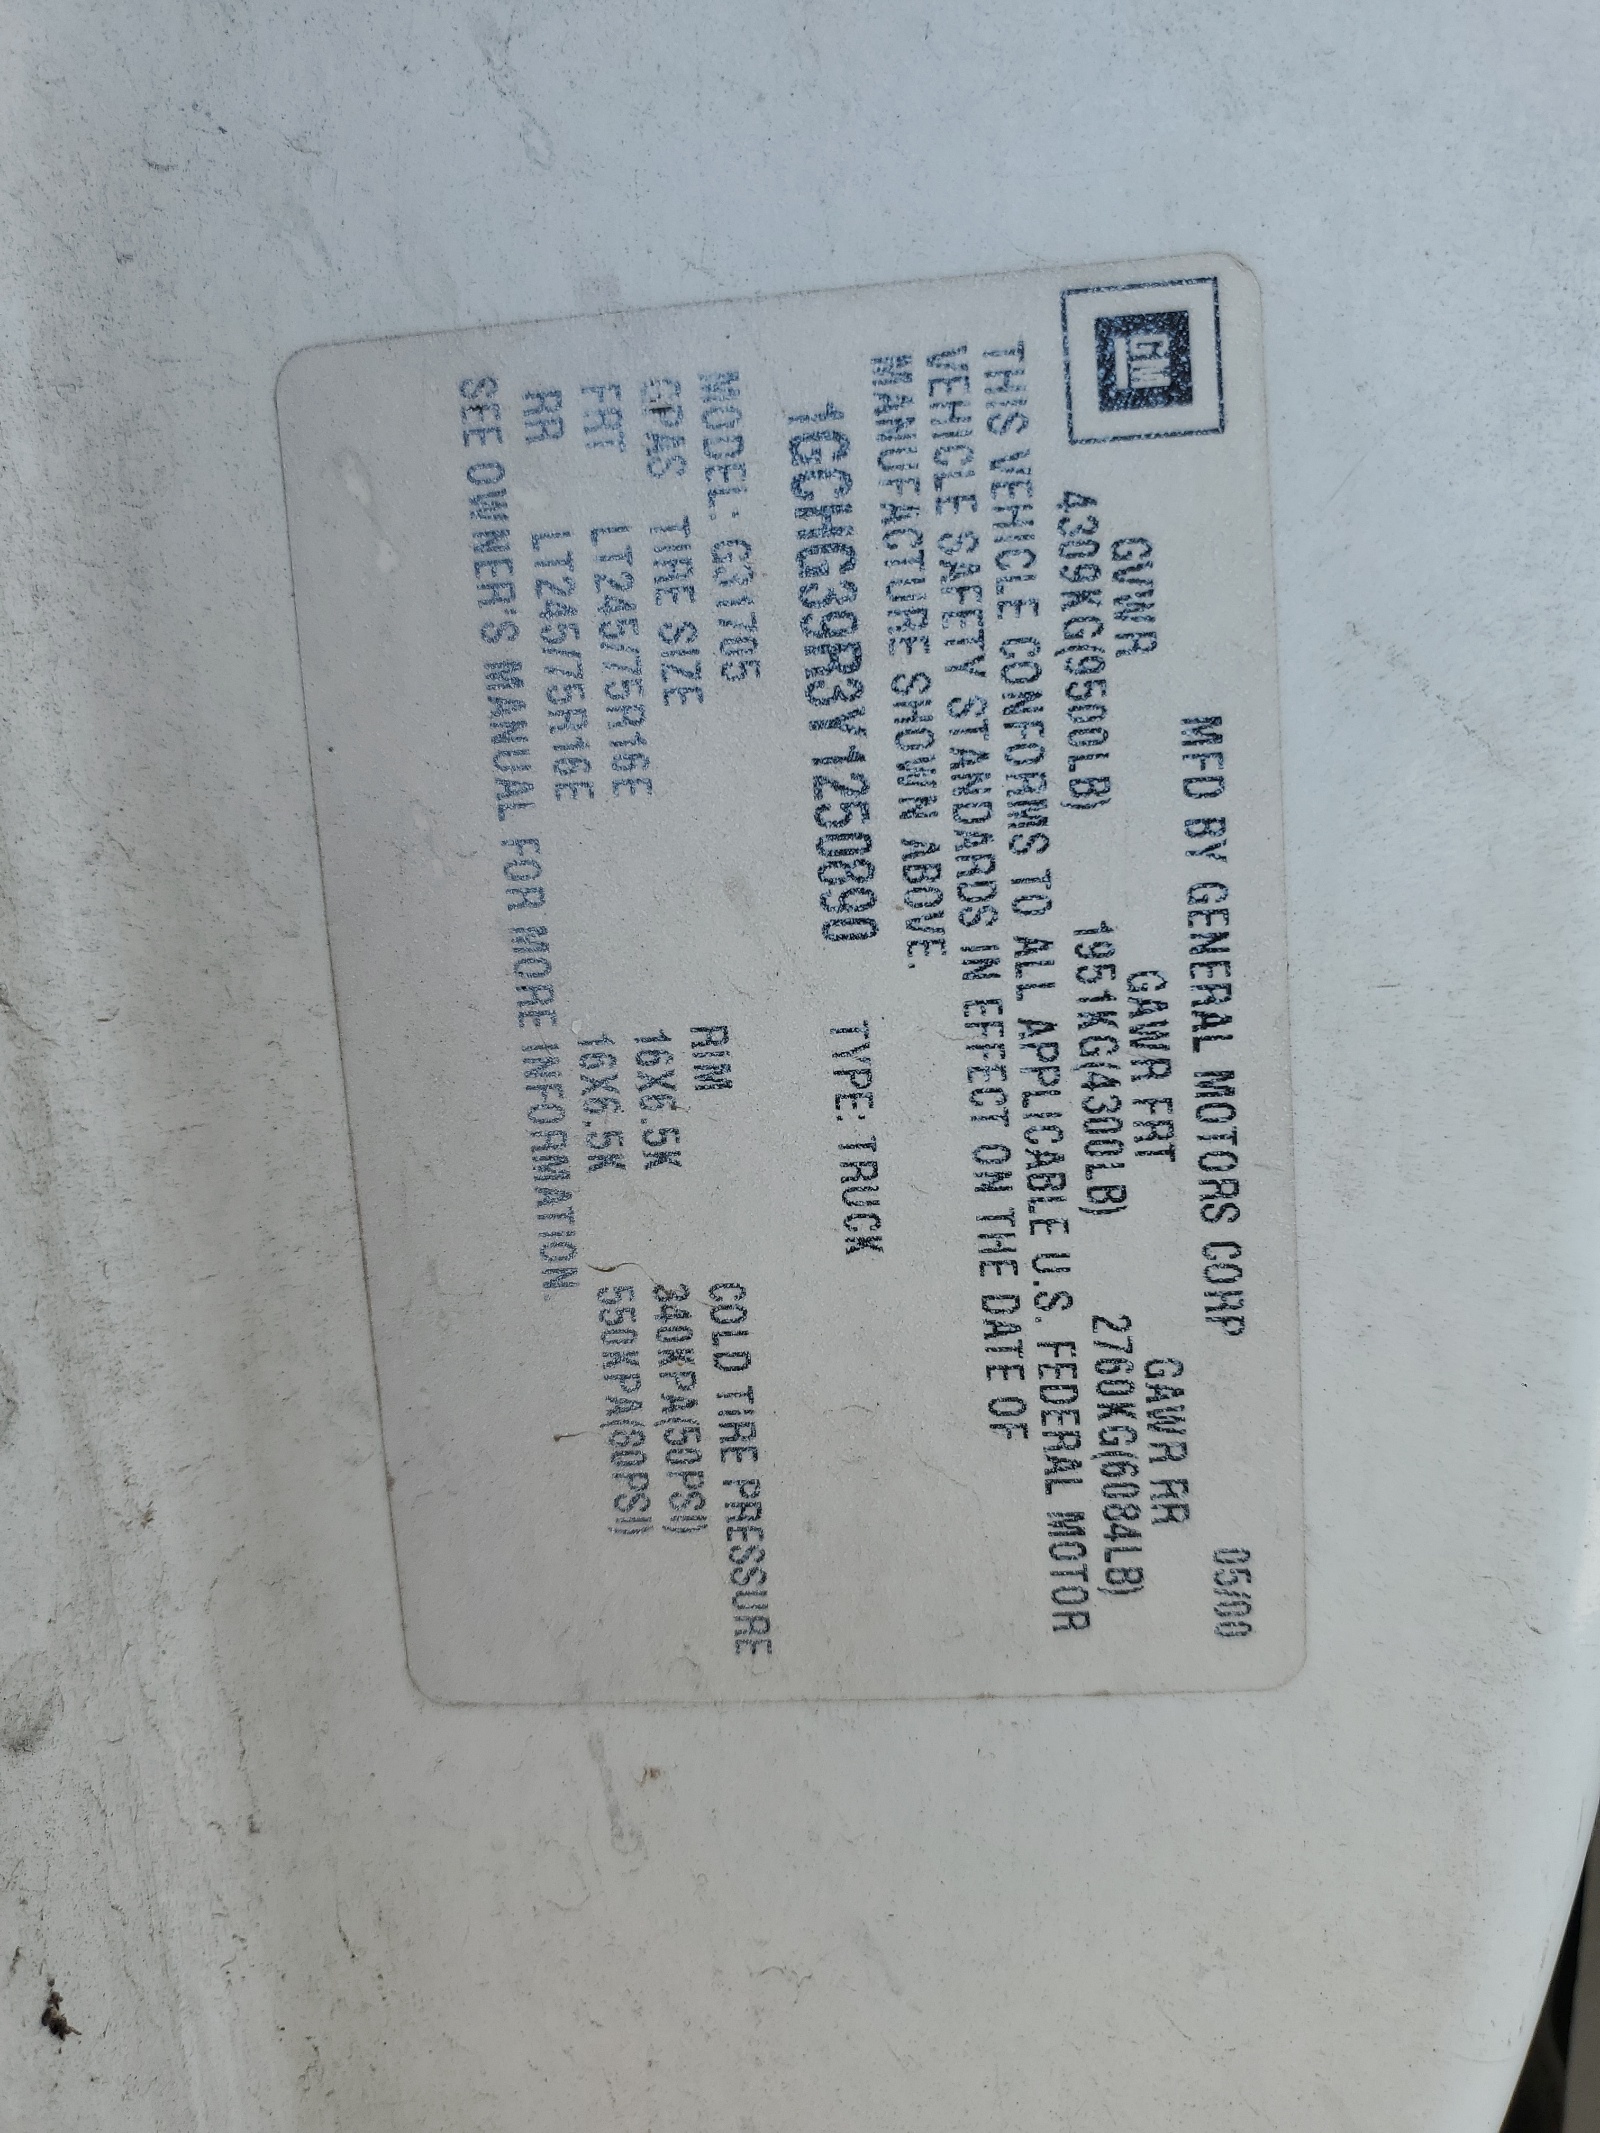 GM
MFD BY GENERAL MOTORS CORP 05/00
GVWR GAWR FRT GAWR RR
4309KG(9500LB) 1951KG(4300LB) 2760KG(6084LB)
THIS VEHICLE CONFORMS TO ALL APPLICABLE U.S. FEDERAL MOTOR
VEHICLE SAFETY STANDARDS IN EFFECT ON THE DATE OF
MANUFACTURE SHOWN ABOVE.
1GCHG39R3Y1250890 TYPE: TRUCK
MODEL: G31705
TIRE SIZE RIM COLD TIRE PRESSURE
FRT LT245/75R16E 16X6.5K 340KPA(50PSI)
RR LT245/75R16E 16X6.5K 550KPA(80PSI)
SEE OWNER'S MANUAL FOR MORE INFORMATION.